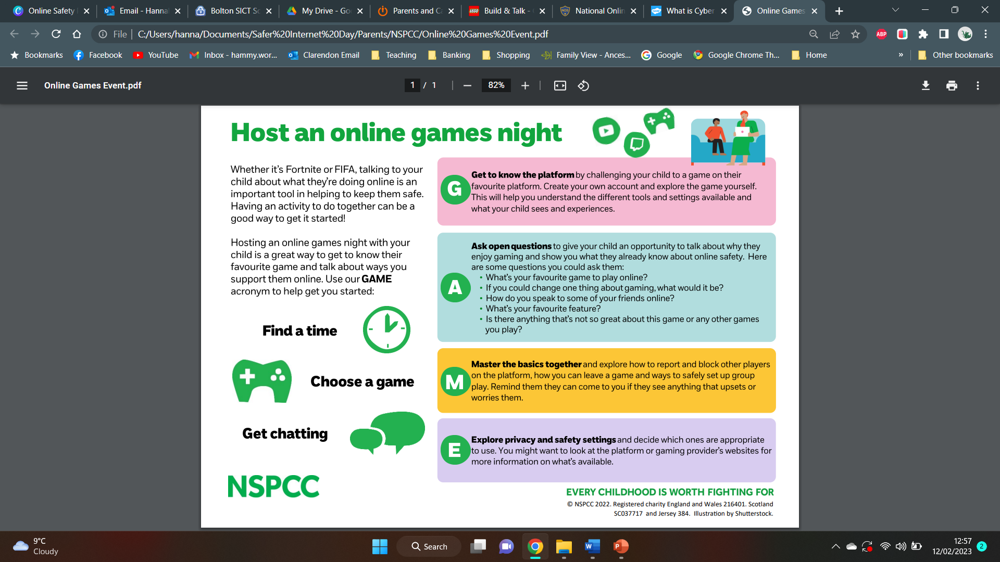 Online Safety
Email - Hannal
Bolton SICT Sc
My Drive - Go
Parents and Ca
LEGO
Build & Talk -
NOS
National Onlin
What is Cyber
Online Games
File
C:/Users/hanna/Documents/Safer%20Internet%20Day/Parents/NSPCC/Online%20Games%20Event.pdf
ABP
Bookmarks
Facebook
YouTube
Inbox - hammy.wor...
Clarendon Email
Teaching
Banking
Shopping
Family View - Ances...
Google
Google Chrome Th...
Home
»
Other bookmarks
Online Games Event.pdf
1 / 1
82%
Host an online games night
Whether it's Fortnite or FIFA, talking to your
child about what they're doing online is an
important tool in helping to keep them safe.
Having an activity to do together can be a
good way to get it started!
Hosting an online games night with your
child is a great way to get to know their
favourite game and talk about ways you
support them online. Use our GAME
acronym to help get you started:
Find a time
Choose a game
Get chatting
NSPCC
G
Get to know the platform by challenging your child to a game on their
favourite platform. Create your own account and explore the game yourself.
This will help you understand the different tools and settings available and
what your child sees and experiences.
A
Ask open questions to give your child an opportunity to talk about why they
enjoy gaming and show you what they already know about online safety. Here
are some questions you could ask them:
• What's your favourite game to play online?
• If you could change one thing about gaming, what would it be?
• How do you speak to some of your friends online?
• What's your favourite feature?
• Is there anything that's not so great about this game or any other games
you play?
M
Master the basics together and explore how to report and block other players
on the platform, how you can leave a game and ways to safely set up group
play. Remind them they can come to you if they see anything that upsets or
worries them.
E
Explore privacy and safety settings and decide which ones are appropriate
to use. You might want to look at the platform or gaming provider's websites for
more information on what's available.
EVERY CHILDHOOD IS WORTH FIGHTING FOR
© NSPCC 2022. Registered charity England and Wales 216401. Scotland
SC037717 and Jersey 384. Illustration by Shutterstock.
9°C
Cloudy
Search
12:57
12/02/2023
2